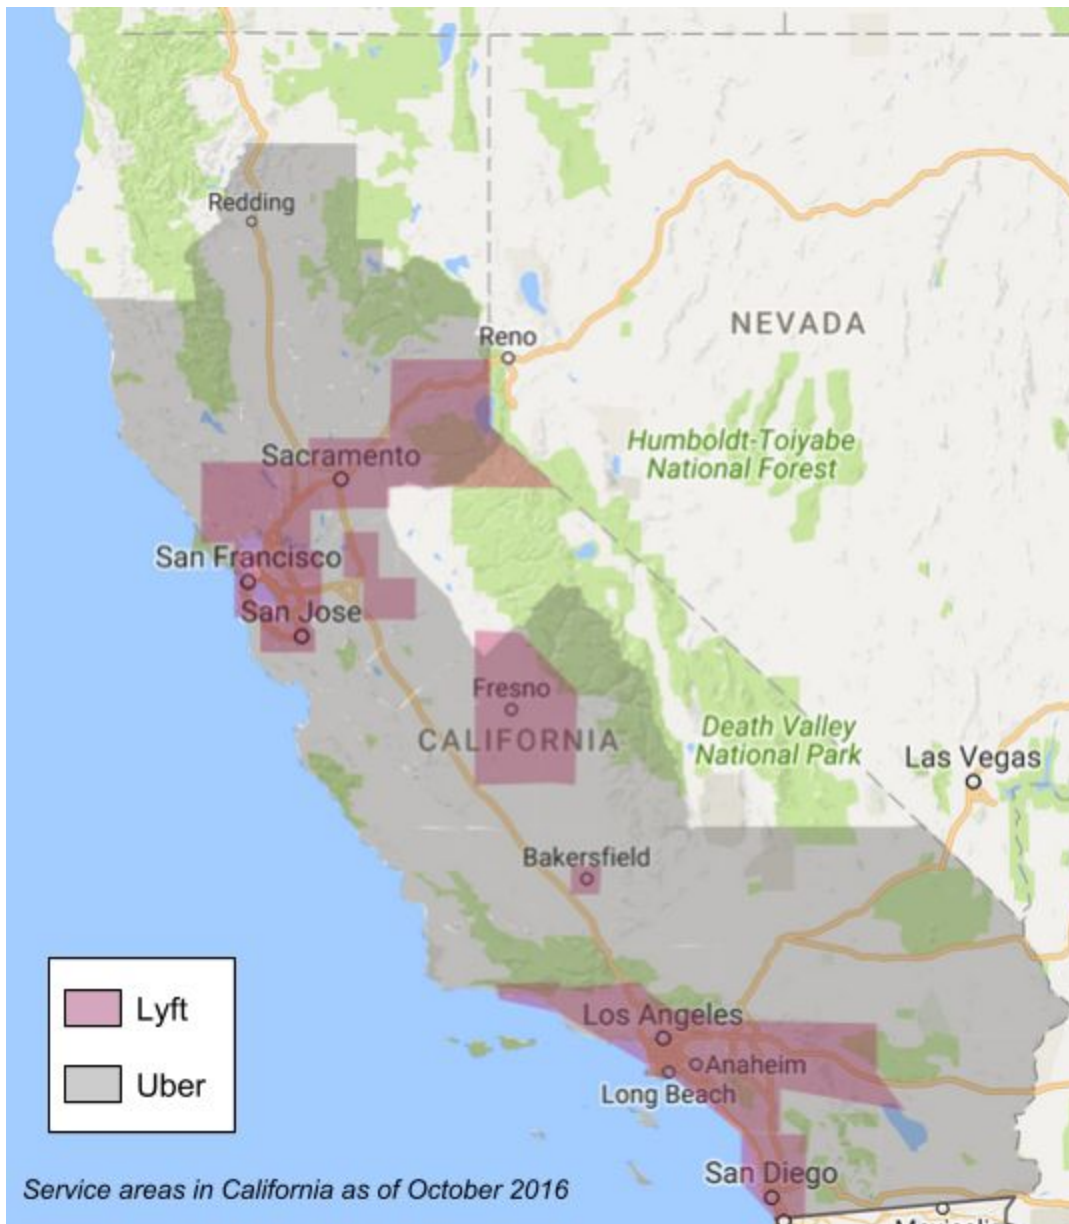 Redding
Reno
NEVADA
Humboldt-Toiyabe
National Forest
Sacramento
San Francisco
San Jose
Fresno
CALIFORNIA
Death Valley
National Park
Las Vegas
Bakersfield
Los Angeles
Anaheim
Long Beach
San Diego
Lyft
Uber
Service areas in California as of October 2016